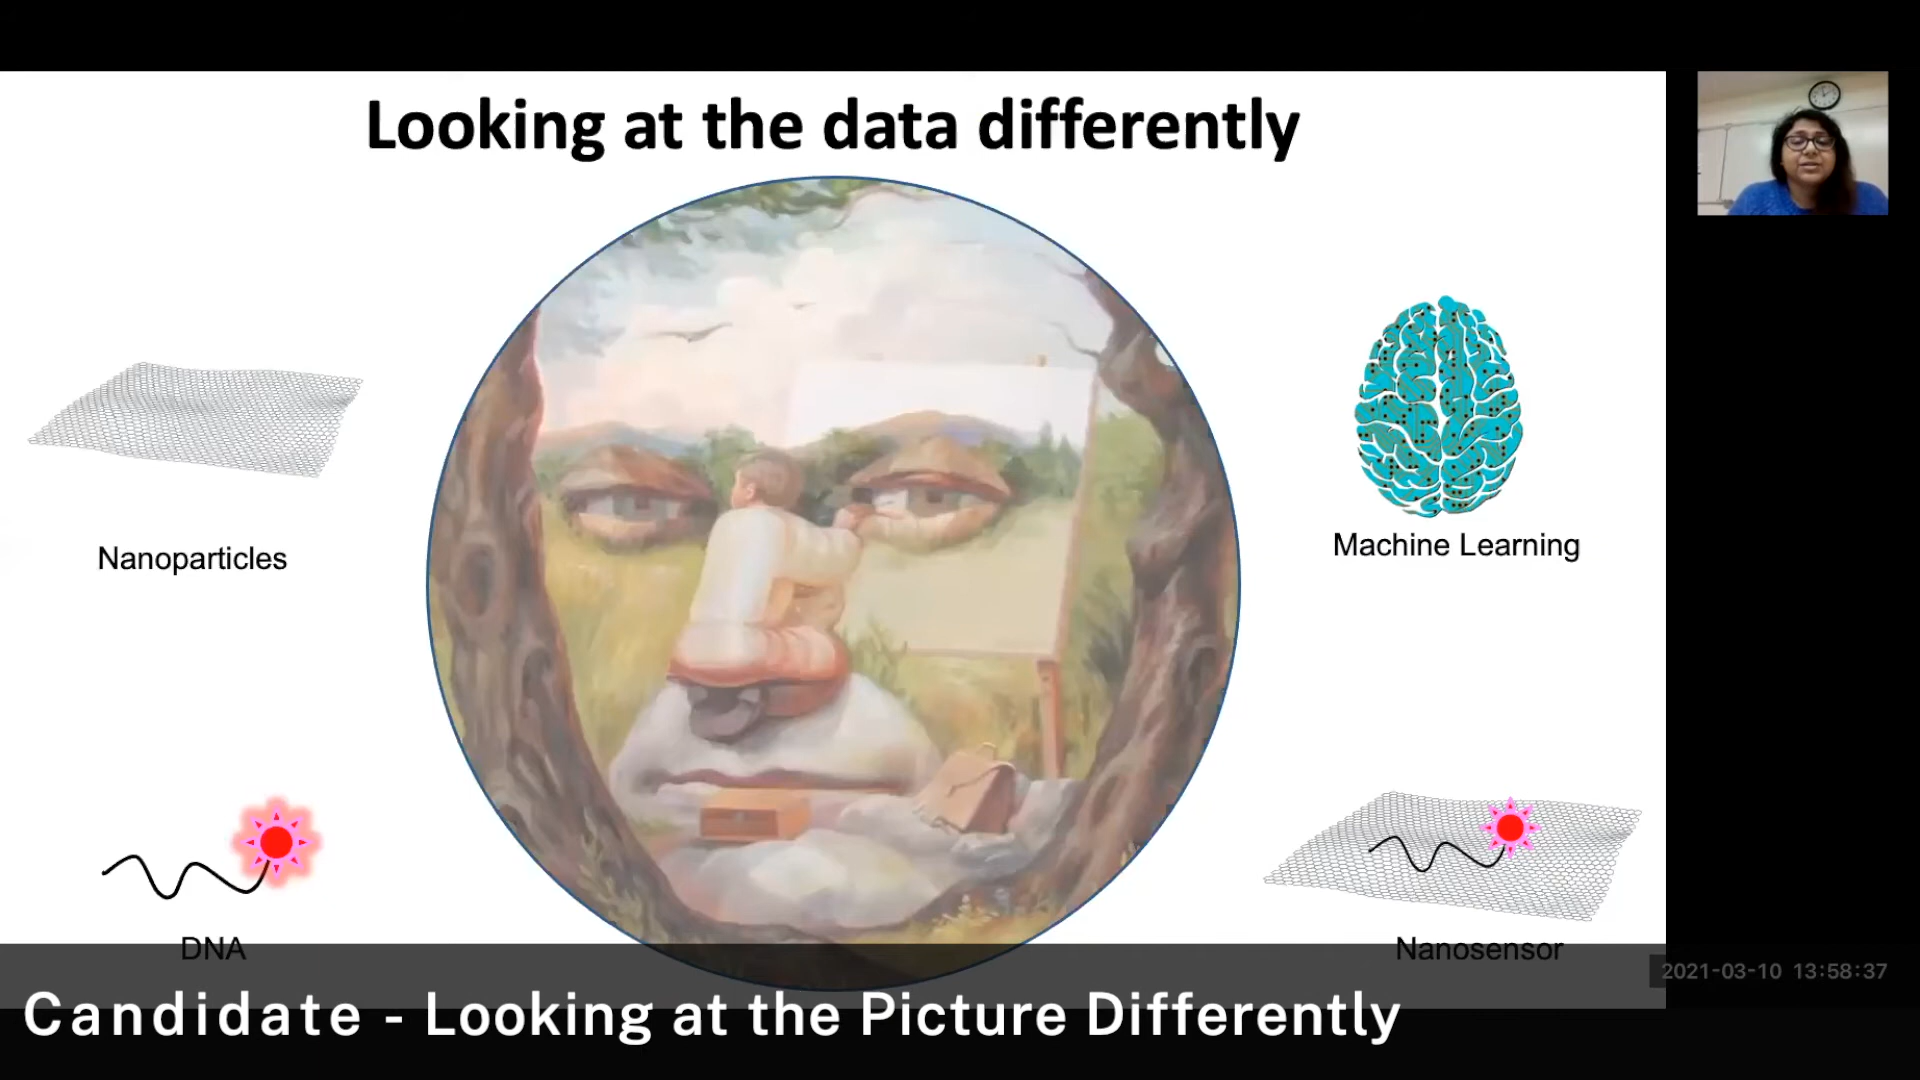 Looking at the data differently
Nanoparticles
Machine Learning
DNA
Nanosensor
2021-03-10 13:58:37
Candidate - Looking at the Picture Differently